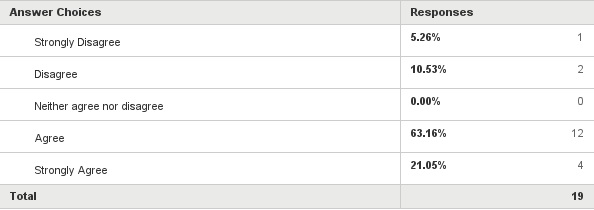 Answer Choices Responses
Strongly Disagree 5.26% 1
Disagree 10.53% 2
Neither agree nor disagree 0.00% 0
Agree 63.16% 12
Strongly Agree 21.05% 4
Total 19